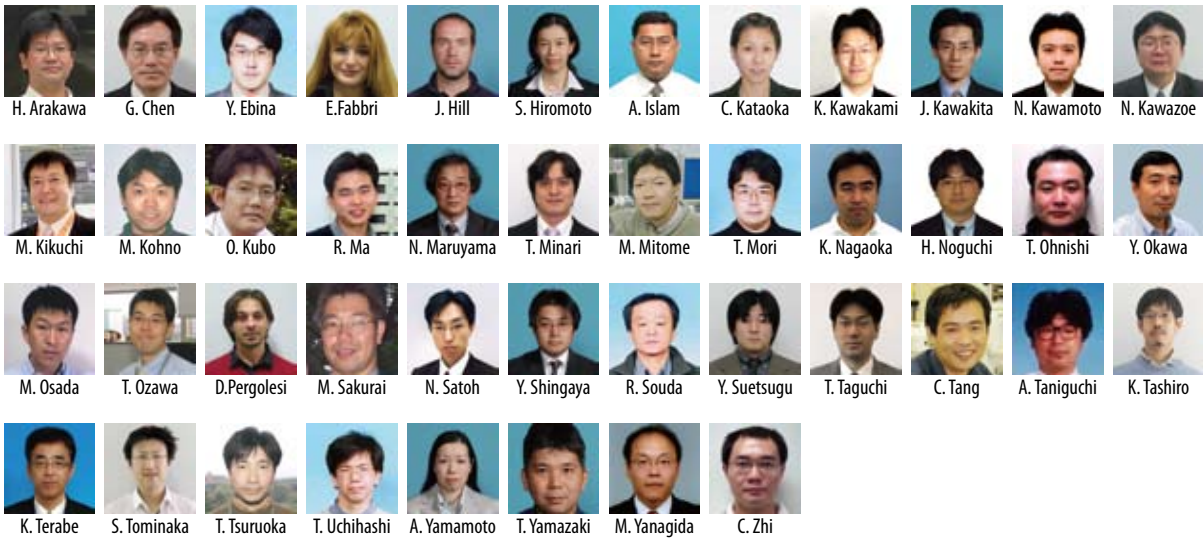 H. Arakawa G. Chen Y. Ebina E.Fabbri J. Hill S. Hiromoto A. Islam C. Kataoka K. Kawakami J. Kawakita N. Kawamoto N. Kawazoe
M. Kikuchi M. Kohno O. Kubo R. Ma N. Maruyama T. Minari M. Mitome T. Mori K. Nagaoka H. Noguchi T. Ohnishi Y. Okawa
M. Osada T. Ozawa D.Pergolesi M. Sakurai N. Satoh Y. Shingaya R. Souda Y. Suetsugu T. Taguchi C. Tang A. Taniguchi K. Tashiro
K. Terabe S. Tominaka T. Tsuruoka T. Uchihashi A. Yamamoto T. Yamazaki M. Yanagida C. Zhi